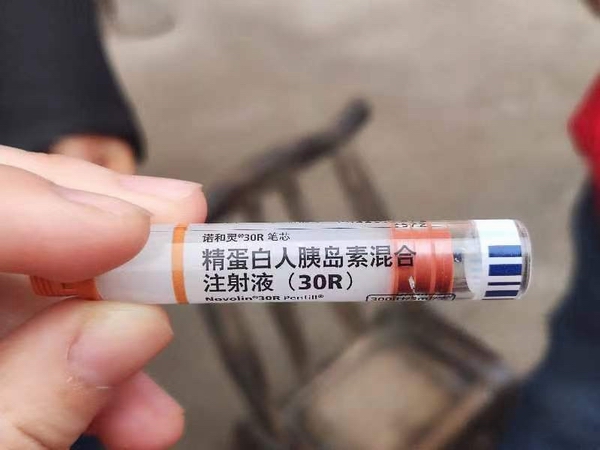 诺和灵®30R 笔芯
精蛋白人胰岛素混合
注射液（30R）
Novolin®30R Penfill®